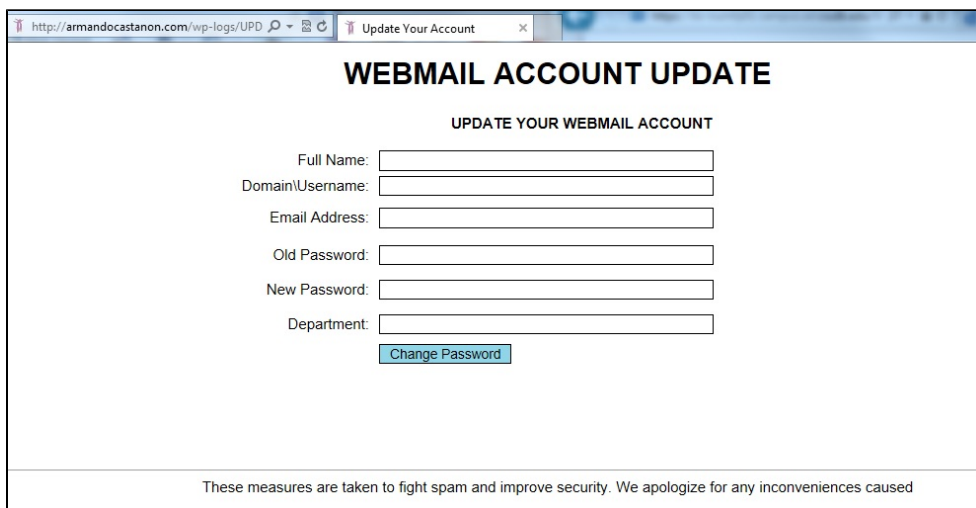 http://armandocastanon.com/wp-logs/UPD
Update Your Account
WEBMAIL ACCOUNT UPDATE
UPDATE YOUR WEBMAIL ACCOUNT
Full Name:
Domain\Username:
Email Address:
Old Password:
New Password:
Department:
Change Password
These measures are taken to fight spam and improve security. We apologize for any inconveniences caused